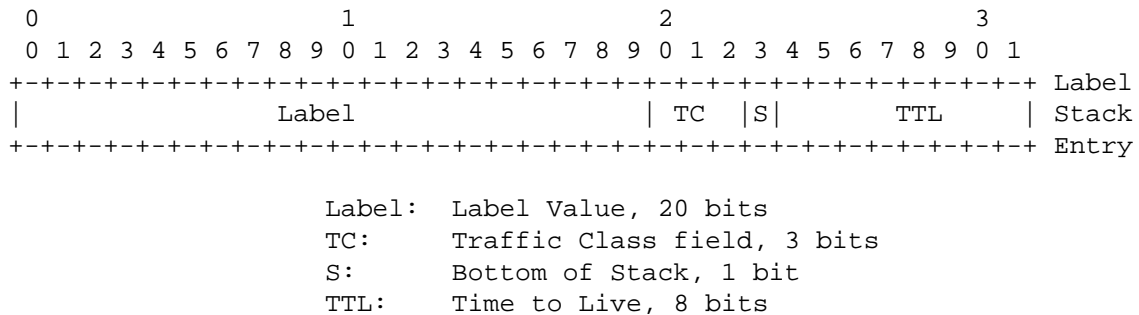 0                   1                   2                   3
 0 1 2 3 4 5 6 7 8 9 0 1 2 3 4 5 6 7 8 9 0 1 2 3 4 5 6 7 8 9 0 1
+-+-+-+-+-+-+-+-+-+-+-+-+-+-+-+-+-+-+-+-+-+-+-+-+-+-+-+-+-+-+-+-+ Label
|                Label                  | TC  |S|       TTL     | Stack
+-+-+-+-+-+-+-+-+-+-+-+-+-+-+-+-+-+-+-+-+-+-+-+-+-+-+-+-+-+-+-+-+ Entry

                    Label:  Label Value, 20 bits
                    TC:     Traffic Class field, 3 bits
                    S:      Bottom of Stack, 1 bit
                    TTL:    Time to Live, 8 bits